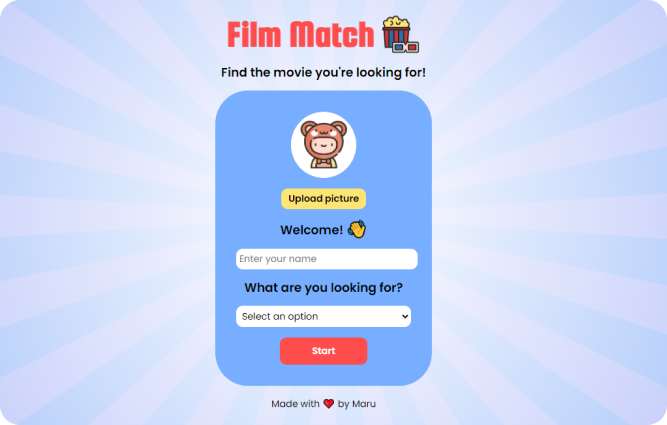 Film Match
Find the movie you're looking for!
Upload picture
Welcome!
Enter your name
What are you looking for?
Select an option
Start
Made with ❤️ by Maru